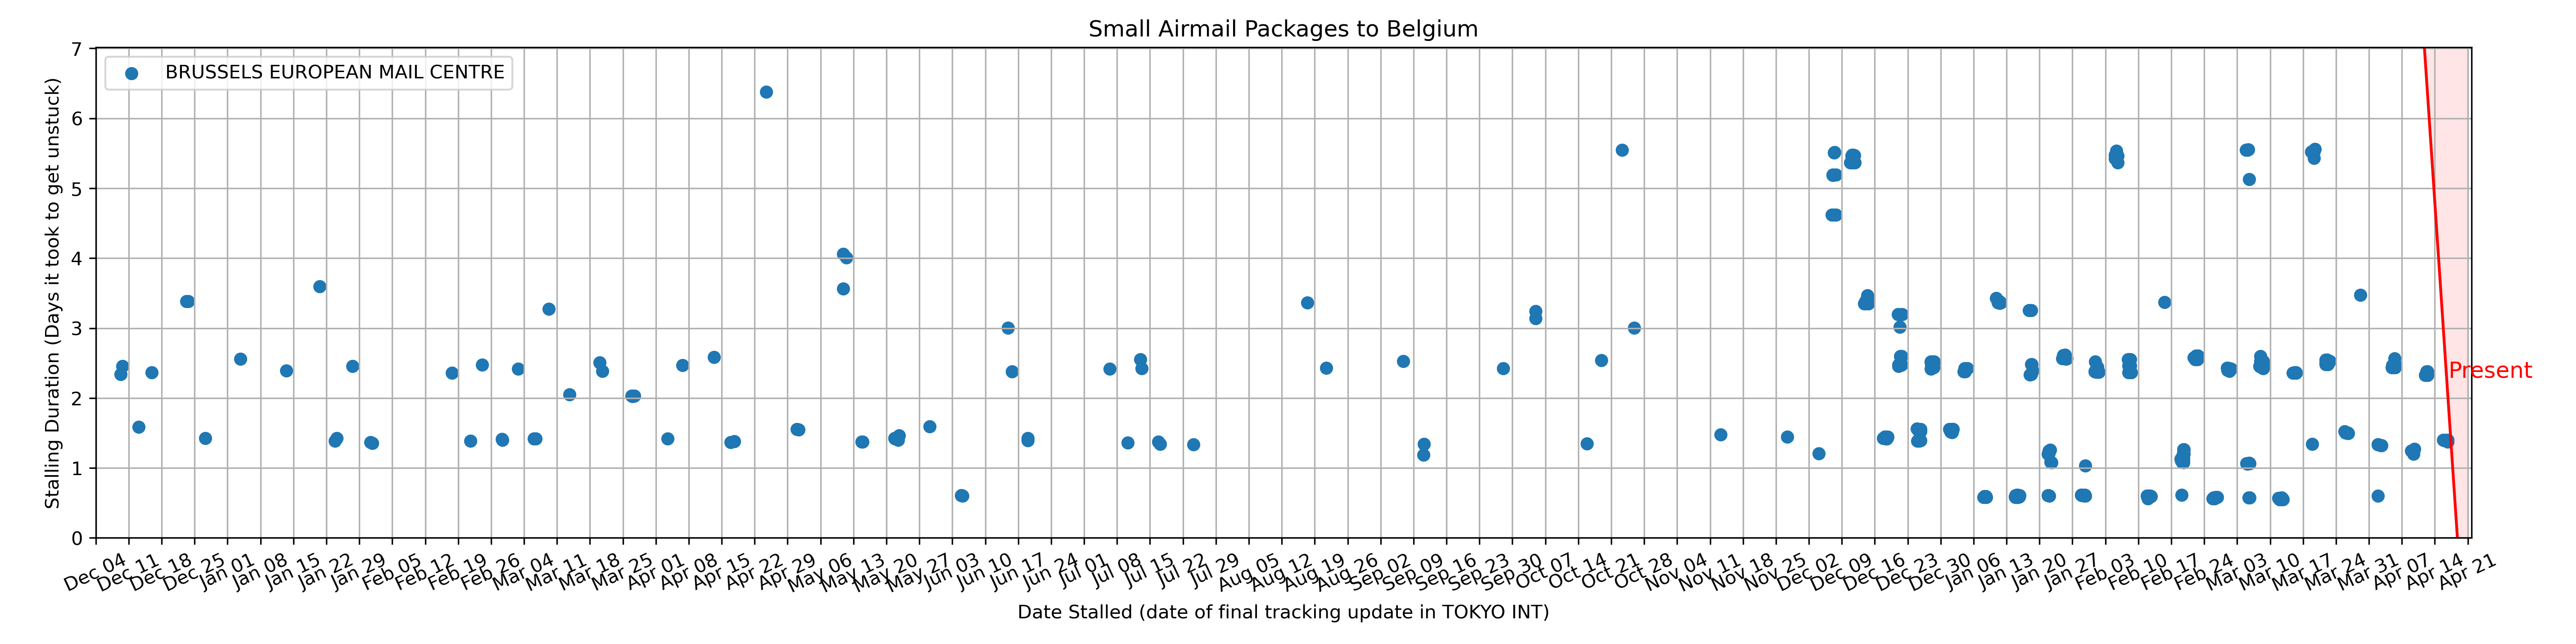 Small Airmail Packages to Belgium
BRUSSELS EUROPEAN MAIL CENTRE
Stalling Duration (Days it took to get unstuck)
7
6
5
4
3
2
1
0
Present
Dec 04
Dec 11
Dec 18
Dec 25
Jan 01
Jan 08
Jan 15
Jan 22
Jan 29
Feb 05
Feb 12
Feb 19
Feb 26
Mar 04
Mar 11
Mar 18
Mar 25
Apr 01
Apr 08
Apr 15
Apr 22
Apr 29
May 06
May 13
May 20
May 27
Jun 03
Jun 10
Jun 17
Jun 24
Jul 01
Jul 08
Jul 15
Jul 22
Jul 29
Aug 05
Aug 12
Aug 19
Aug 26
Sep 02
Sep 09
Sep 16
Sep 23
Sep 30
Oct 07
Oct 14
Oct 21
Oct 28
Nov 04
Nov 11
Nov 18
Nov 25
Dec 02
Dec 09
Dec 16
Dec 23
Dec 30
Jan 06
Jan 13
Jan 20
Jan 27
Feb 03
Feb 10
Feb 17
Feb 24
Mar 03
Mar 10
Mar 17
Mar 24
Mar 31
Apr 07
Apr 14
Apr 21
Date Stalled (date of final tracking update in TOKYO INT)